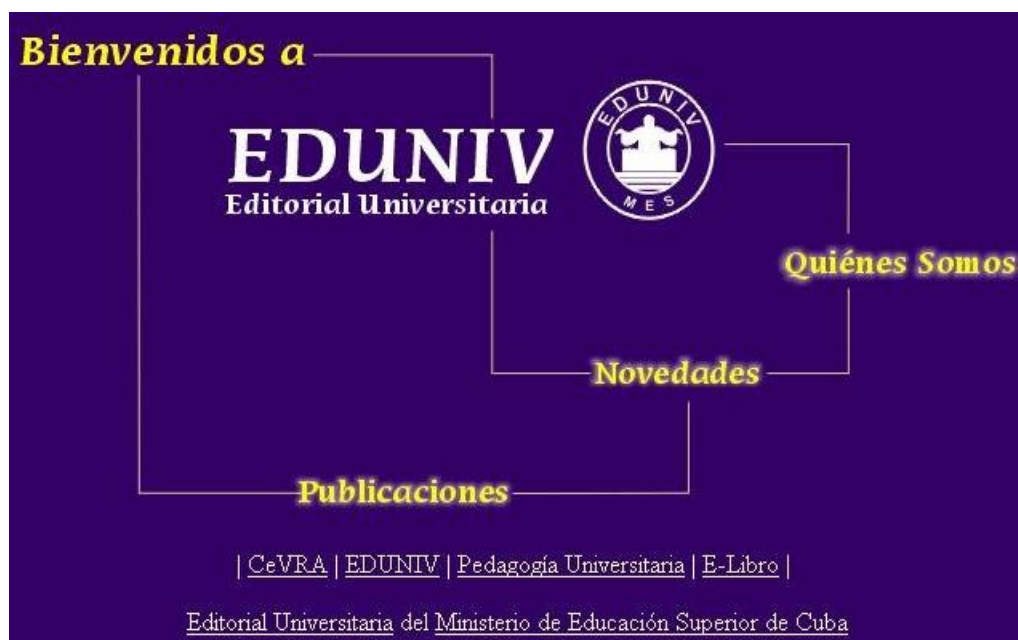 Bienvenidos a
EDUNIV
Editorial Universitaria
EDUNIV
MES
Quiénes Somos
Novedades
Publicaciones
| CeVRA | EDUNIV | Pedagogía Universitaria | E-Libro |
Editorial Universitaria del Ministerio de Educación Superior de Cuba